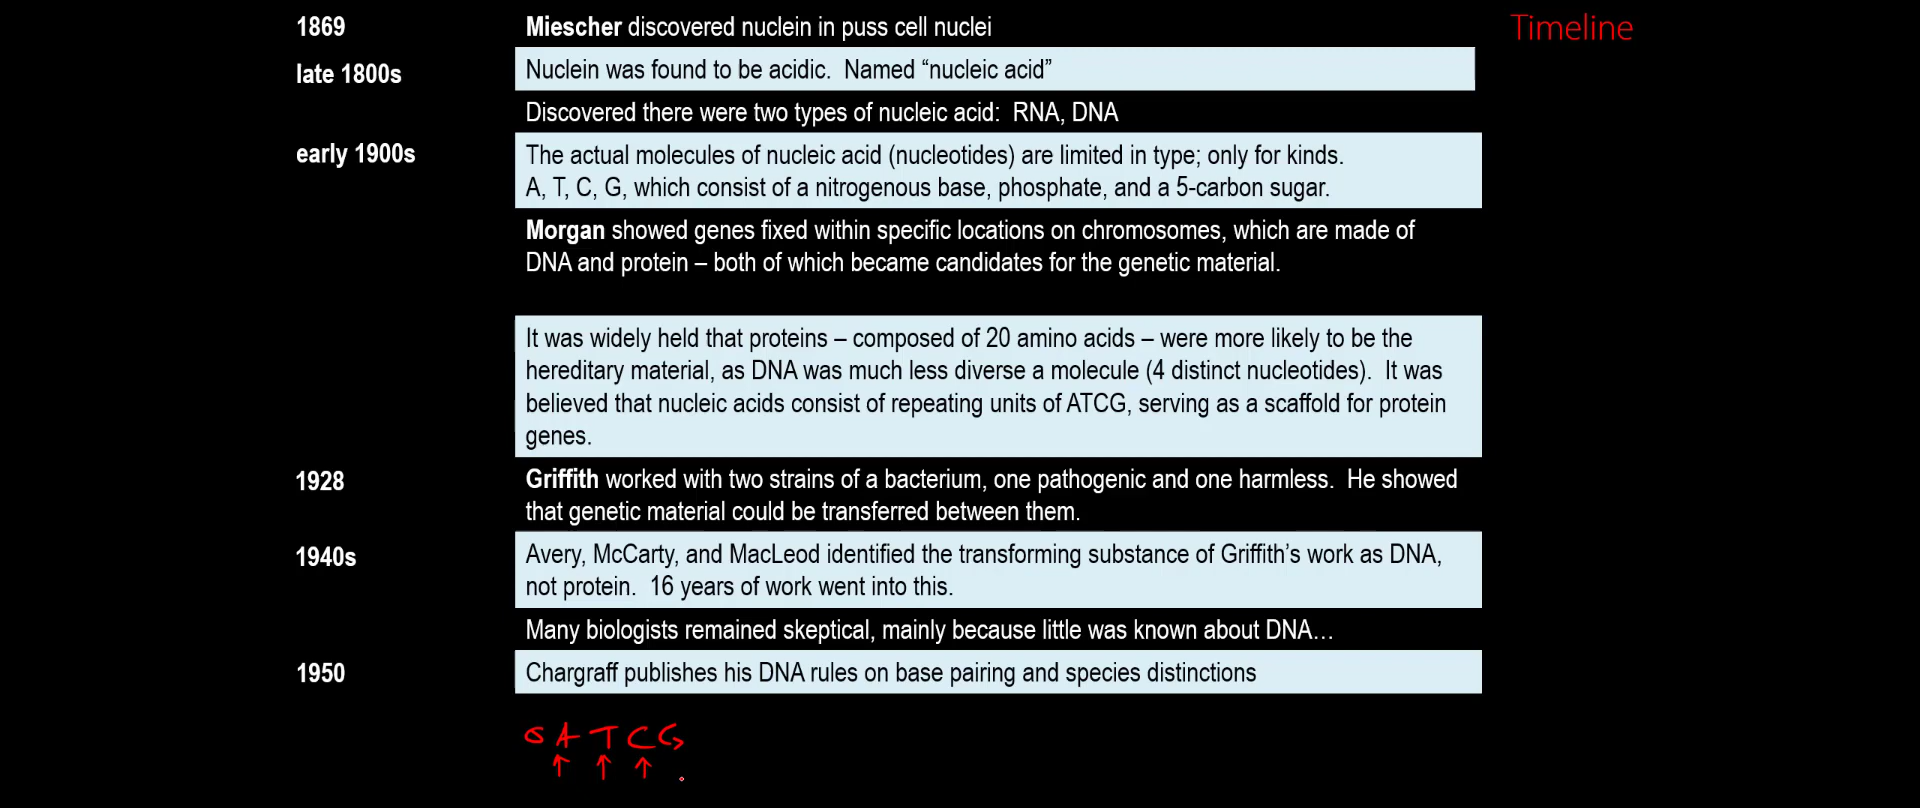 Timeline
1869 Miescher discovered nuclein in puss cell nuclei
late 1800s Nuclein was found to be acidic. Named “nucleic acid”
Discovered there were two types of nucleic acid: RNA, DNA
early 1900s The actual molecules of nucleic acid (nucleotides) are limited in type; only for kinds.
A, T, C, G, which consist of a nitrogenous base, phosphate, and a 5-carbon sugar.
Morgan showed genes fixed within specific locations on chromosomes, which are made of
DNA and protein – both of which became candidates for the genetic material.
It was widely held that proteins – composed of 20 amino acids – were more likely to be the
hereditary material, as DNA was much less diverse a molecule (4 distinct nucleotides). It was
believed that nucleic acids consist of repeating units of ATCG, serving as a scaffold for protein
genes.
1928 Griffith worked with two strains of a bacterium, one pathogenic and one harmless. He showed
that genetic material could be transferred between them.
1940s Avery, McCarty, and MacLeod identified the transforming substance of Griffith’s work as DNA,
not protein. 16 years of work went into this.
Many biologists remained skeptical, mainly because little was known about DNA…
1950 Chargraff publishes his DNA rules on base pairing and species distinctions
A T C G